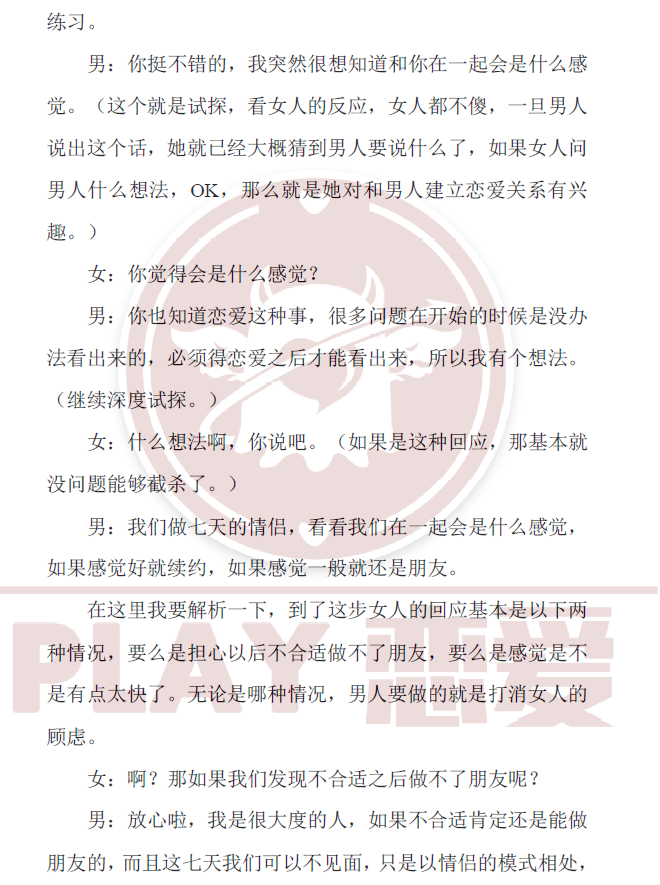 练习。
男：你挺不错的，我突然很想知道和你在一起会是什么感
觉。（这个就是试探，看女人的反应，女人都不傻，一旦男人
说出这个话，她就已经大概猜到男人要说什么了，如果女人问
男人什么想法，OK，那么就是她对和男人建立恋爱关系有兴
趣。）
女：你觉得会是什么感觉？
男：你也知道恋爱这种事，很多问题在开始的时候是没办
法看出来的，必须得恋爱之后才能看出来，所以我有个想法。
（继续深度试探。）
女：什么想法啊，你说吧。（如果是这种回应，那基本就
没问题能够截杀了。）
男：我们做七天的情侣，看看我们在一起会是什么感觉，
如果感觉好就续约，如果感觉一般就还是朋友。
在这里我要解析一下，到了这步女人的回应基本是以下两
种情况，要么是担心以后不合适做不了朋友，要么是感觉是不
是有点太快了。无论是哪种情况，男人要做的就是打消女人的
顾虑。
PLAY 恋爱
女：啊？那如果我们发现不合适之后做不了朋友呢？
男：放心啦，我是很大度的人，如果不合适肯定还是能做
朋友的，而且这七天我们可以不见面，只是以情侣的模式相处，